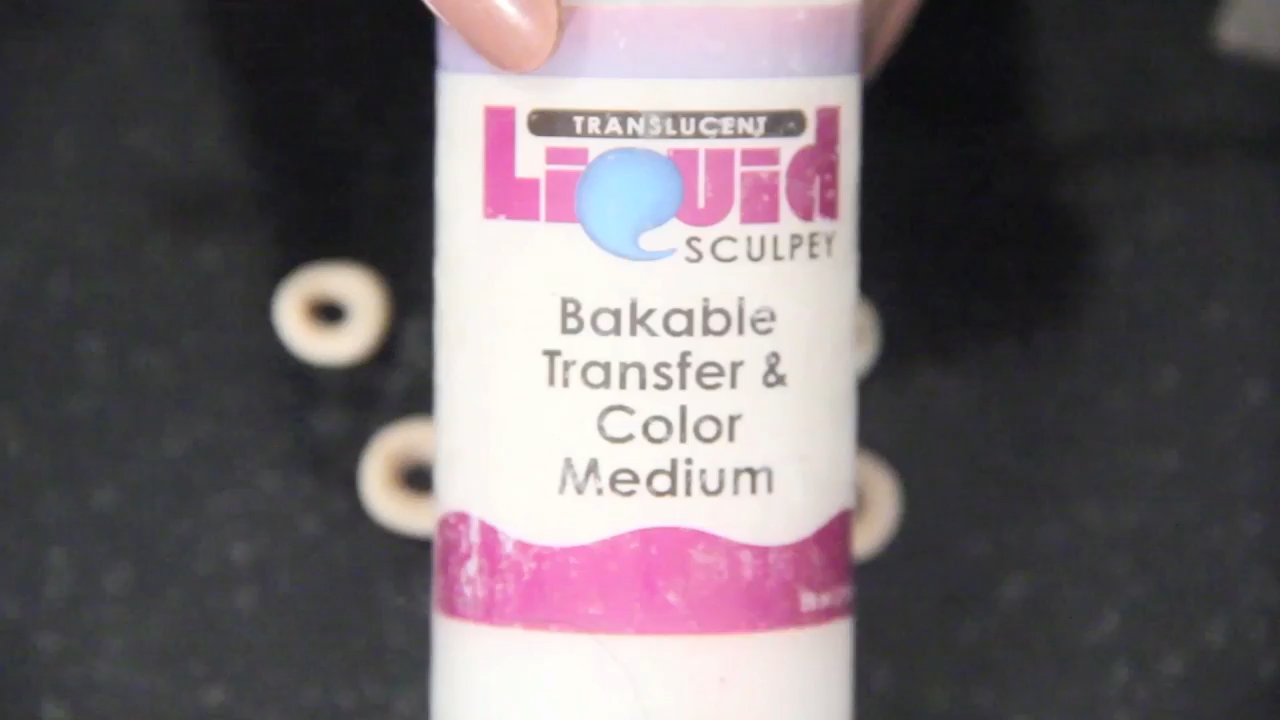 TRANSLUCENT
Liquid
SCULPEY
Bakable
Transfer &
Color
Medium